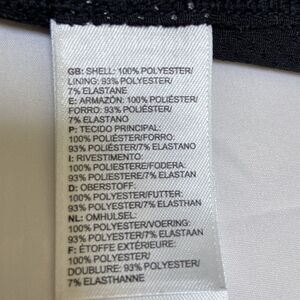 GB: SHELL: 100% POLYESTER/
LINING: 93% POLYESTER/
7% ELASTANE
E: ARMAZÓN: 100% POLIÉSTER/
FORRO: 93% POLIÉSTER/
7% ELASTANO
P: TECIDO PRINCIPAL:
100% POLIÉSTER/FORRO:
93% POLIÉSTER/7% ELASTANO
I: RIVESTIMENTO:
100% POLIESTERE/FODERA:
93% POLIESTERE/7% ELASTAN
D: OBERSTOFF:
100% POLYESTER/FUTTER:
93% POLYESTER/7% ELASTHAN
NL: OMHULSEL:
100% POLYESTER/VOERING:
93% POLYESTER/7% ELASTAAN
F: ÉTOFFE EXTÉRIEURE:
100% POLYESTER/
DOUBLURE: 93% POLYESTER/
7% ELASTHANNE